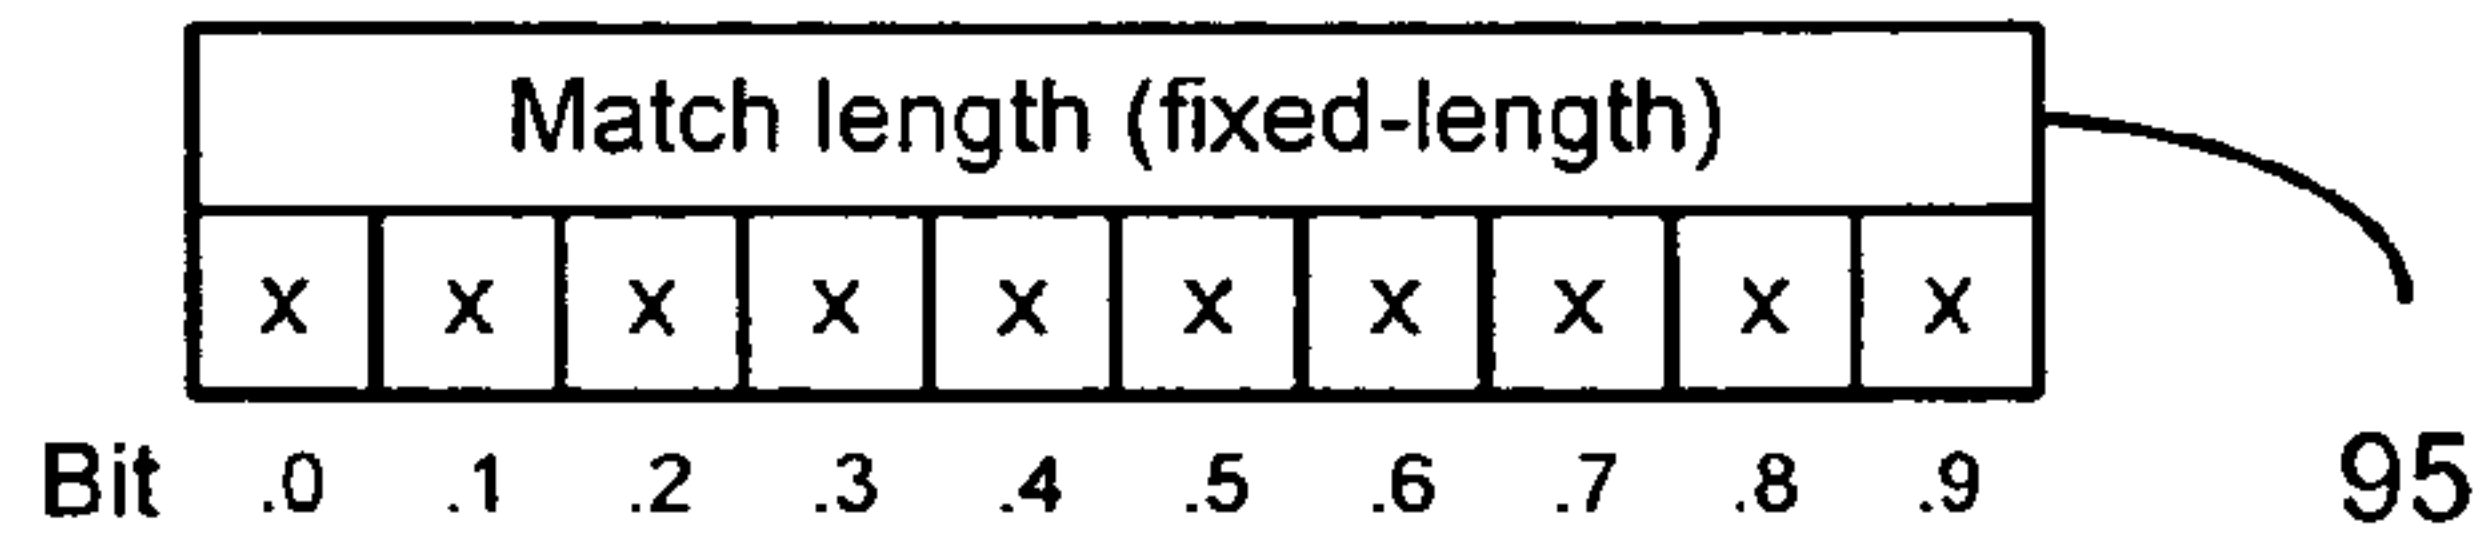 Match length (fixed-length)
x x x x x x x x x x
Bit .0 .1 .2 .3 .4 .5 .6 .7 .8 .9 95